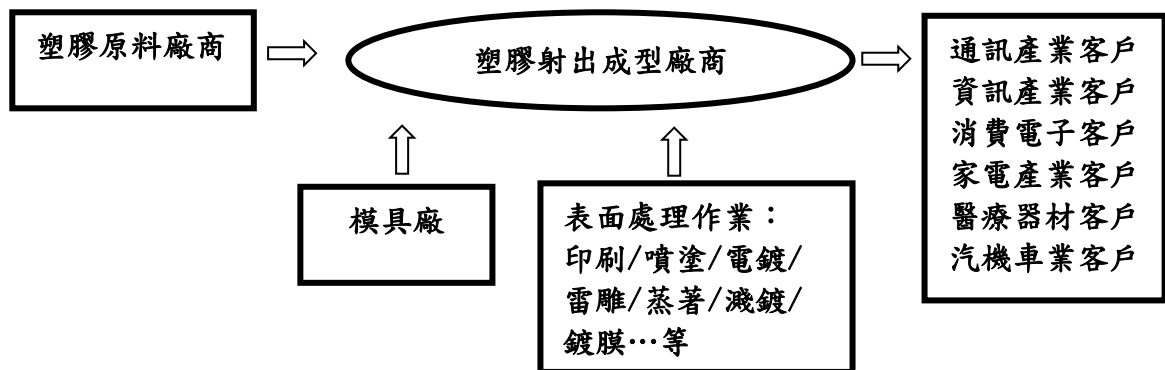 塑膠原料廠商
塑膠射出成型廠商
模具廠
表面處理作業：
印刷/噴塗/電鍍/
雷雕/蒸著/濺鍍/
鍍膜…等
通訊產業客戶
資訊產業客戶
消費電子客戶
家電產業客戶
醫療器材客戶
汽機車業客戶